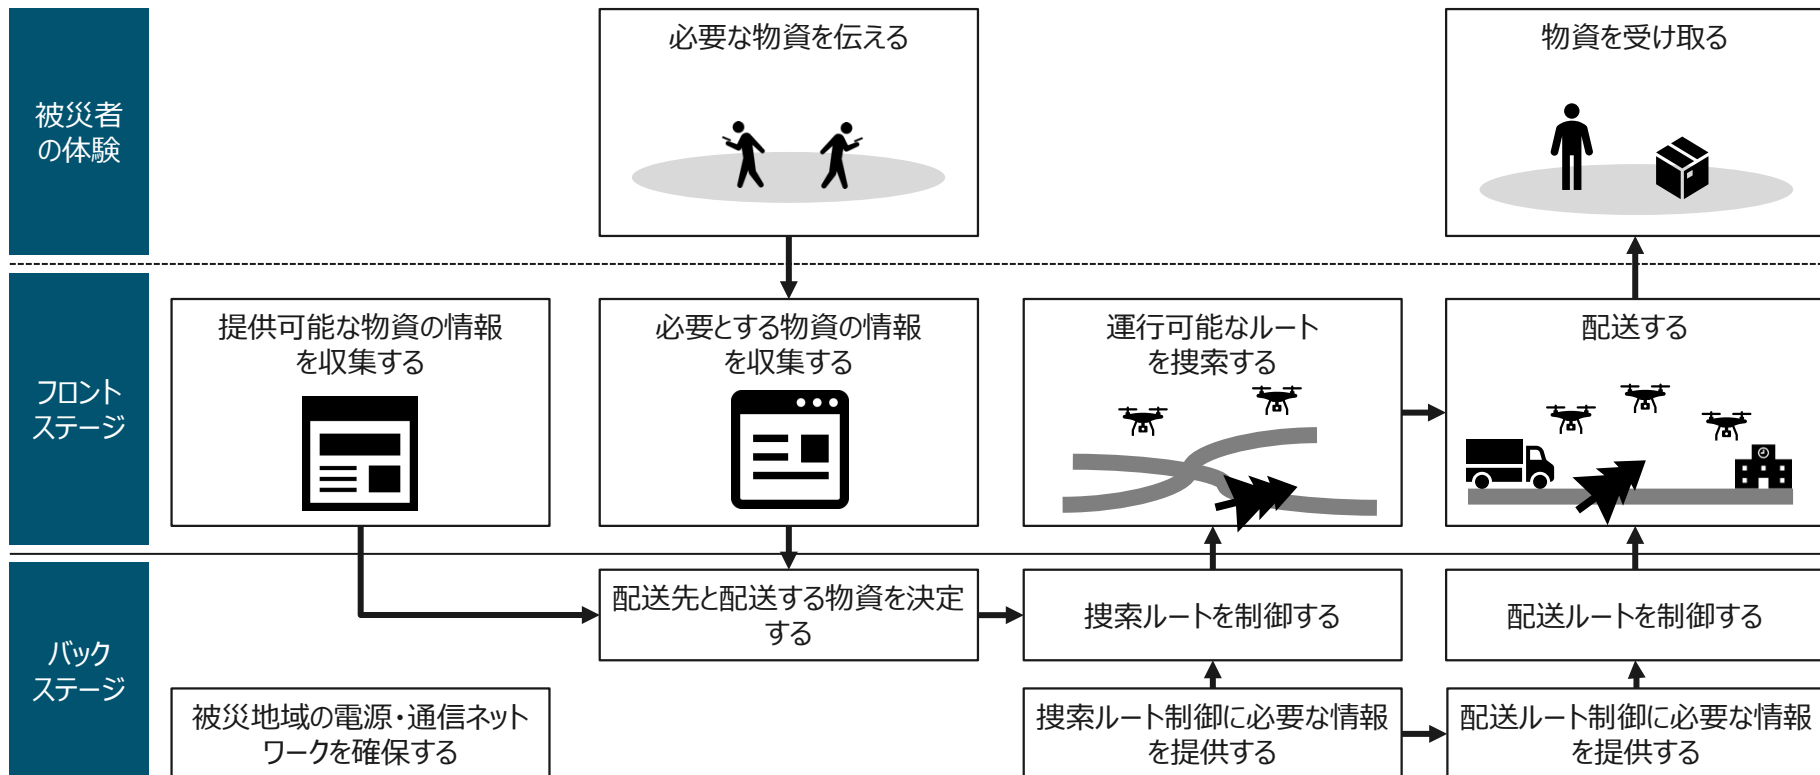 被災者
の体験
必要な物資を伝える
物資を受け取る
フロント
ステージ
提供可能な物資の情報
を収集する
必要とする物資の情報
を収集する
運行可能なルート
を捜索する
配送する
バック
ステージ
配送先と配送する物資を決定
する
捜索ルートを制御する
配送ルートを制御する
被災地域の電源・通信ネット
ワークを確保する
捜索ルート制御に必要な情報
を提供する
配送ルート制御に必要な情報
を提供する